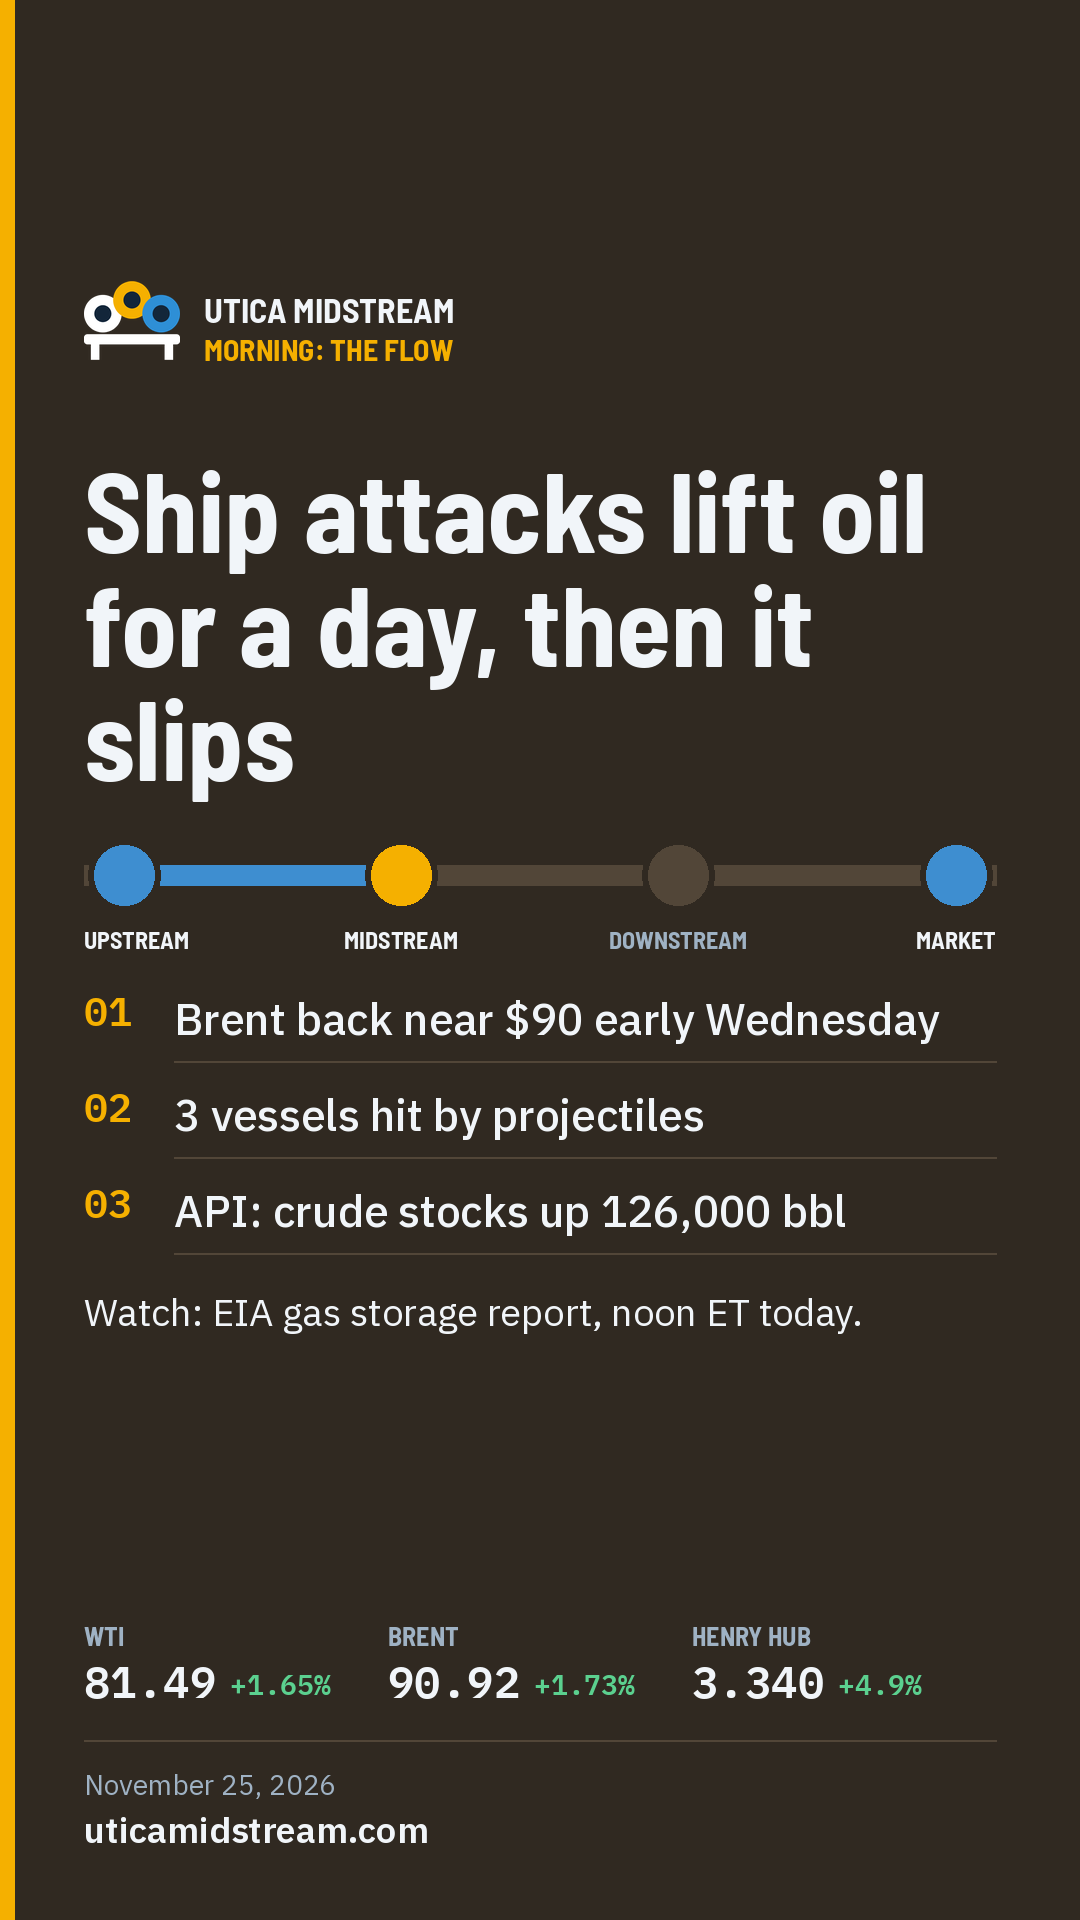 UTICA MIDSTREAM
MORNING: THE FLOW
Ship attacks lift oil
for a day, then it
slips
UPSTREAM MIDSTREAM DOWNSTREAM MARKET
01 Brent back near $90 early Wednesday
02 3 vessels hit by projectiles
03 API: crude stocks up 126,000 bbl
Watch: EIA gas storage report, noon ET today.
WTI BRENT HENRY HUB
81.49 +1.65% 90.92 +1.73% 3.340 +4.9%
November 25, 2026
uticamidstream.com